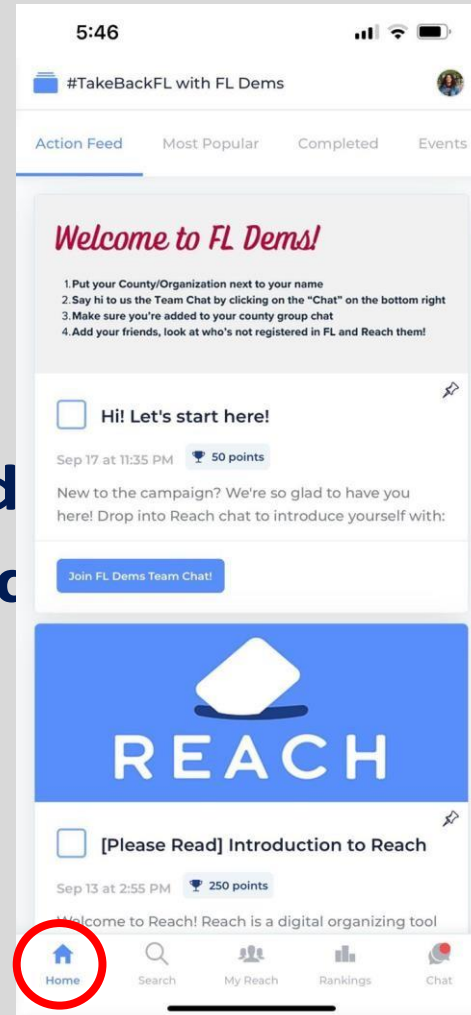 5:46
#TakeBackFL with FL Dems
Action Feed Most Popular Completed Events
Welcome to FL Dems!
1. Put your County/Organization next to your name
2. Say hi to us the Team Chat by clicking on the "Chat" on the bottom right
3. Make sure you're added to your county group chat
4. Add your friends, look at who's not registered in FL and Reach them!
Hi! Let's start here!
Sep 17 at 11:35 PM 50 points
New to the campaign? We're so glad to have you
here! Drop into Reach chat to introduce yourself with:
Join FL Dems Team Chat!
REACH
[Please Read] Introduction to Reach
Sep 13 at 2:55 PM 250 points
Welcome to Reach! Reach is a digital organizing tool
Home Search My Reach Rankings Chat